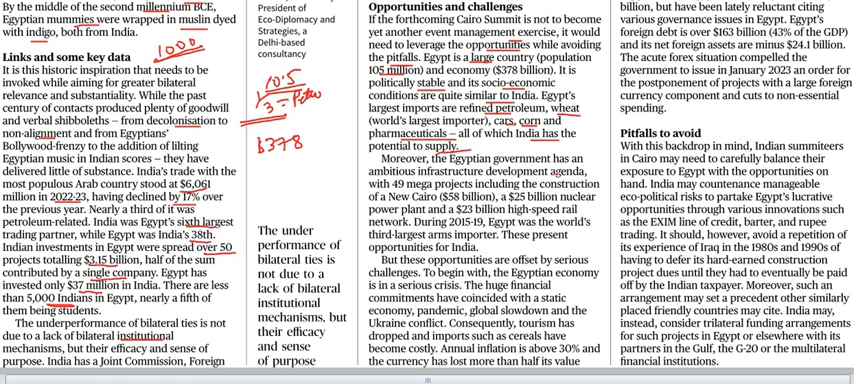 By the middle of the second millennium BCE,
Egyptian mummies were wrapped in muslin dyed
with indigo, both from India.
1000
Links and some key data
It is this historic inspiration that needs to be
invoked while aiming for greater bilateral
relevance and substantiality. While the past
century of contacts produced plenty of goodwill
and verbal shibboleths – from decolonisation to
non-alignment and from Egyptians’
Bollywood-frenzy to the addition of lilting
Egyptian music in Indian scores – they have
delivered little of substance. India’s trade with the
most populous Arab country stood at $6,061
million in 2022-23, having declined by 17% over
the previous year. Nearly a third of it was
petroleum-related. India was Egypt’s sixth largest
trading partner, while Egypt was India’s 38th.
Indian investments in Egypt were spread over 50
projects totalling $3.15 billion, half of the sum
contributed by a single company. Egypt has
invested only $37 million in India. There are less
than 5,000 Indians in Egypt, nearly a fifth of
them being students.
The underperformance of bilateral ties is not
due to a lack of bilateral institutional
mechanisms, but their efficacy and sense of
purpose. India has a Joint Commission, Foreign
President of
Eco-Diplomacy and
Strategies, a
Delhi-based
consultancy
10.5
$378
The under
performance of
bilateral ties is
not due to a
lack of bilateral
institutional
mechanisms, but
their efficacy
and sense
of purpose
Opportunities and challenges
If the forthcoming Cairo Summit is not to become
yet another event management exercise, it would
need to leverage the opportunities while avoiding
the pitfalls. Egypt is a large country (population
105 million) and economy ($378 billion). It is
politically stable and its socio-economic
conditions are quite similar to India. Egypt’s
largest imports are refined petroleum, wheat
(world’s largest importer), cars, corn and
pharmaceuticals – all of which India has the
potential to supply.
Moreover, the Egyptian government has an
ambitious infrastructure development agenda,
with 49 mega projects including the construction
of a New Cairo ($58 billion), a $25 billion nuclear
power plant and a $23 billion high-speed rail
network. During 2015-19, Egypt was the world’s
third-largest arms importer. These present
opportunities for India.
But these opportunities are offset by serious
challenges. To begin with, the Egyptian economy
is in a serious crisis. The huge financial
commitments have coincided with a static
economy, pandemic, global slowdown and the
Ukraine conflict. Consequently, tourism has
dropped and imports such as cereals have
become costly. Annual inflation is above 30% and
the currency has lost more than half its value
billion, but have been lately reluctant citing
various governance issues in Egypt. Egypt’s
foreign debt is over $163 billion (43% of GDP)
and its net foreign assets are minus $24.1 billion.
The acute forex situation compelled the
government to issue in January 2023 an order for
the postponement of projects with a large foreign
currency component and cuts to non-essential
spending.
Pitfalls to avoid
With this backdrop in mind, Indian summiteers
in Cairo may need to carefully balance their
exposure to Egypt with the opportunities on
hand. India may countenance manageable
eco-political risks to partake Egypt’s lucrative
opportunities through various innovations such
as the EXIM line of credit, barter, and rupee
trading. It should, however, avoid a repetition of
its experience of Iraq in the 1980s and 1990s of
having to defer its hard-earned construction
project dues until they had to eventually be paid
off by the Indian taxpayer. Moreover, such an
arrangement may set a precedent other similarly
placed friendly countries may cite. India may,
instead, consider trilateral funding arrangements
for such projects in Egypt or elsewhere with its
partners in the Gulf, the G-20 or the multilateral
financial institutions.